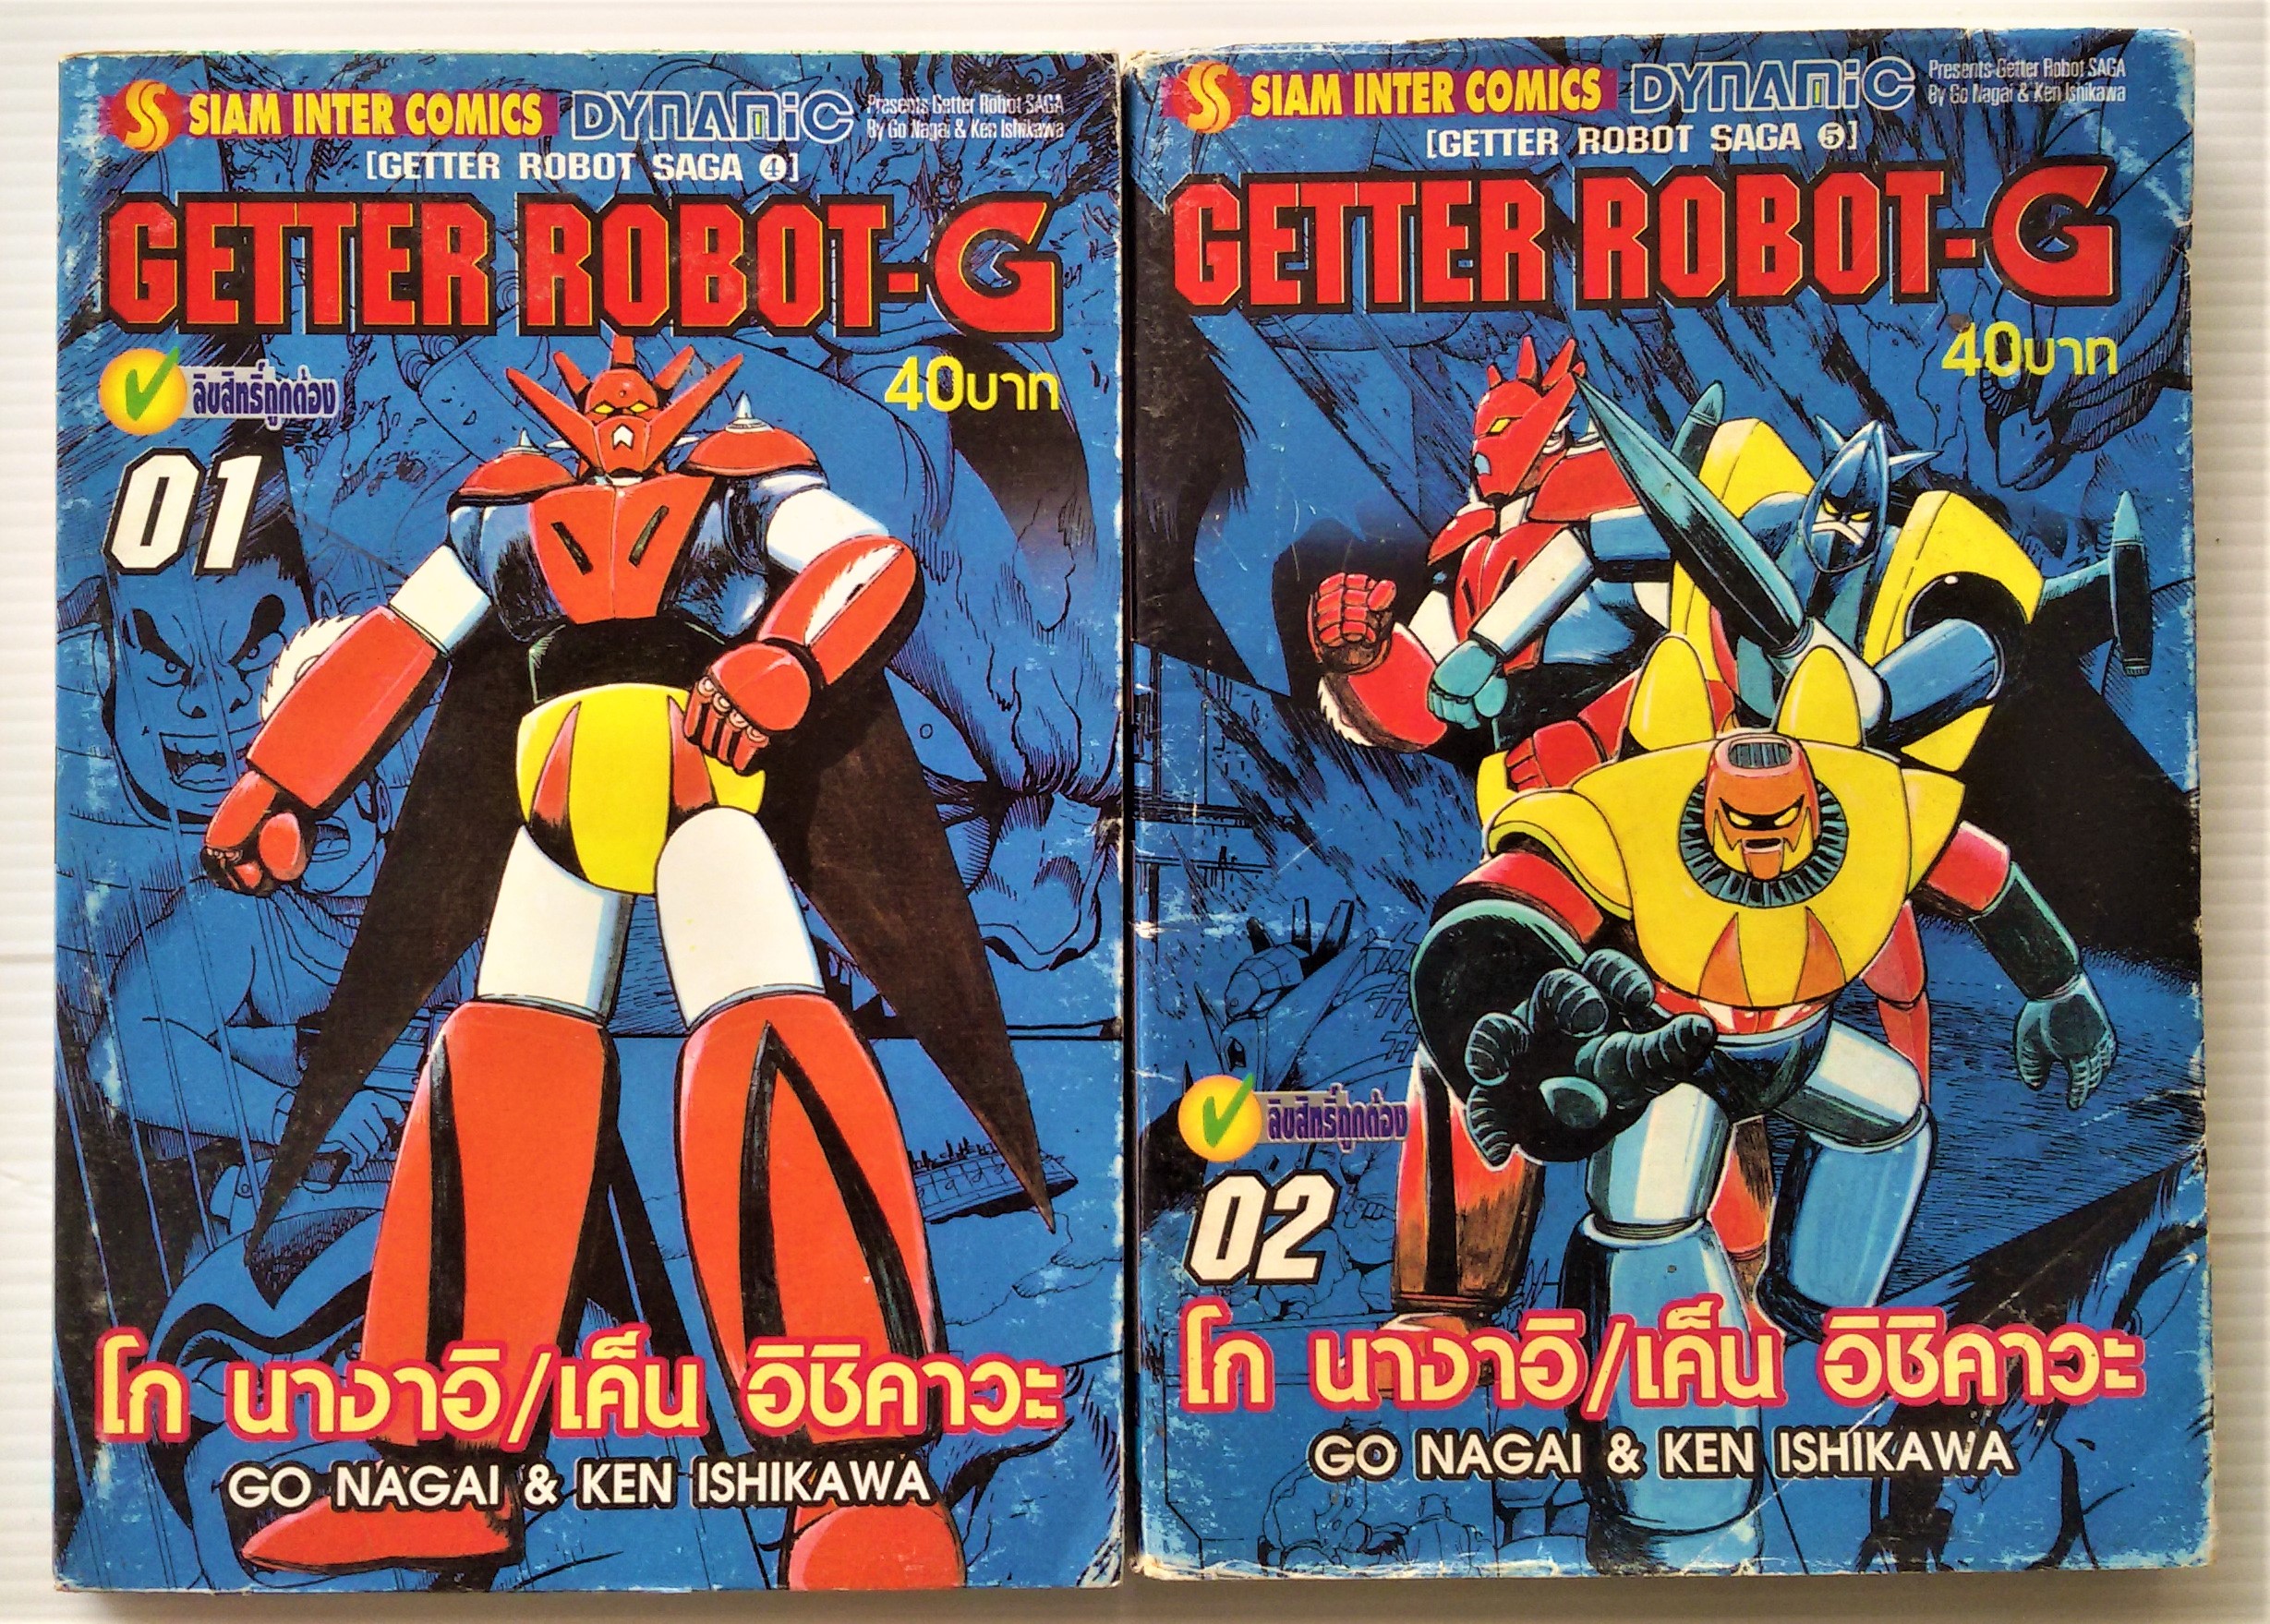 SIAM INTER COMICS DYNAMIC Presents Getter Robot SAGA
By Go Nagai & Ken Ishikawa
[GETTER ROBOT SAGA 4]
GETTER ROBOT-G
40บาท
ลิขสิทธิ์ถูกต้อง
01
โก นางาอิ/เค็น อิชิคาวะ
GO NAGAI & KEN ISHIKAWA
SIAM INTER COMICS DYNAMIC Presents Getter Robot SAGA
By Go Nagai & Ken Ishikawa
[GETTER ROBOT SAGA 5]
GETTER ROBOT-G
40บาท
ลิขสิทธิ์ถูกต้อง
02
โก นางาอิ/เค็น อิชิคาวะ
GO NAGAI & KEN ISHIKAWA